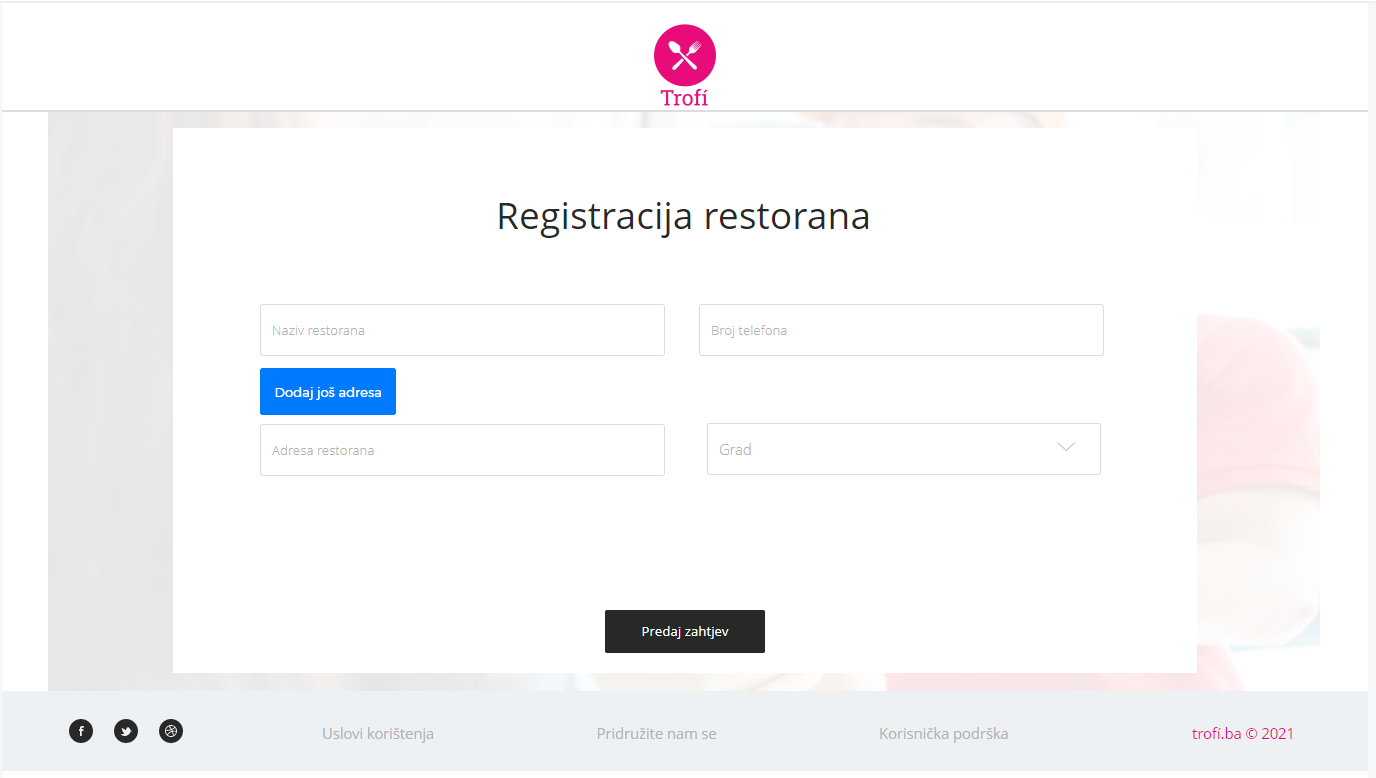 Trofí
Registracija restorana
Naziv restorana
Broj telefona
Dodaj još adresa
Adresa restorana
Grad
Predaj zahtjev
Uslovi korištenja
Pridružite nam se
Korisnička podrška
trofí.ba © 2021